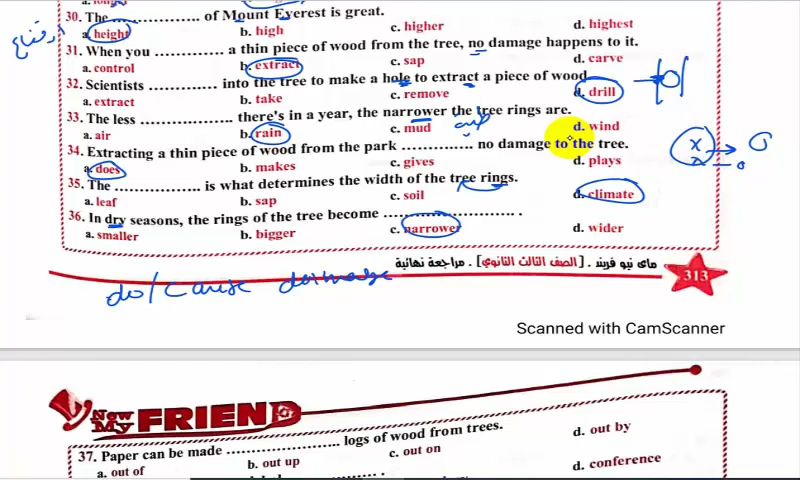 30. The ..................... of Mount Everest is great.
a. height b. high c. higher d. highest
ارتفاع
31. When you .................. a thin piece of wood from the tree, no damage happens to it.
a. control b. extract c. sap d. carve
32. Scientists .................. into the tree to make a hole to extract a piece of wood
a. extract b. take c. remove d. drill
33. The less .................. there's in a year, the narrower the tree rings are.
a. air b. rain c. mud d. wind
34. Extracting a thin piece of wood from the park .................. no damage to the tree.
a. does b. makes c. gives d. plays
35. The ..................... is what determines the width of the tree rings.
a. leaf b. sap c. soil d. climate
36. In dry seasons, the rings of the tree become ................................ .
a. smaller b. bigger c. narrower d. wider
do/cause damage
ماى نيو فريند . [الصف الثالث الثانوي] . مراجعة نهائية
313
Scanned with CamScanner
New My FRIEND
37. Paper can be made ......................... logs of wood from trees.
a. out of b. out up c. out on d. out by
d. conference